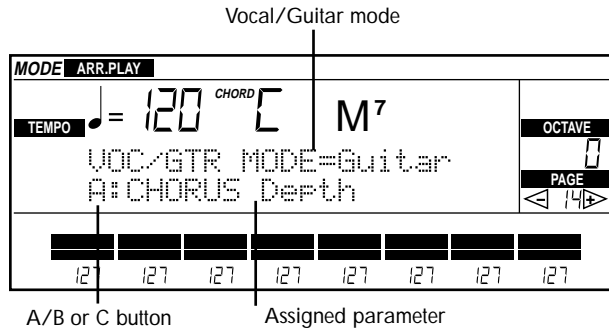 Vocal/Guitar mode
MODE ARR.PLAY
TEMPO ♩= 120 CHORD C M7
OCTAVE
0
VOC/GTR MODE=Guitar
PAGE
A:CHORUS Depth
- 14 +
127 127 127 127 127 127 127 127
A/B or C button Assigned parameter